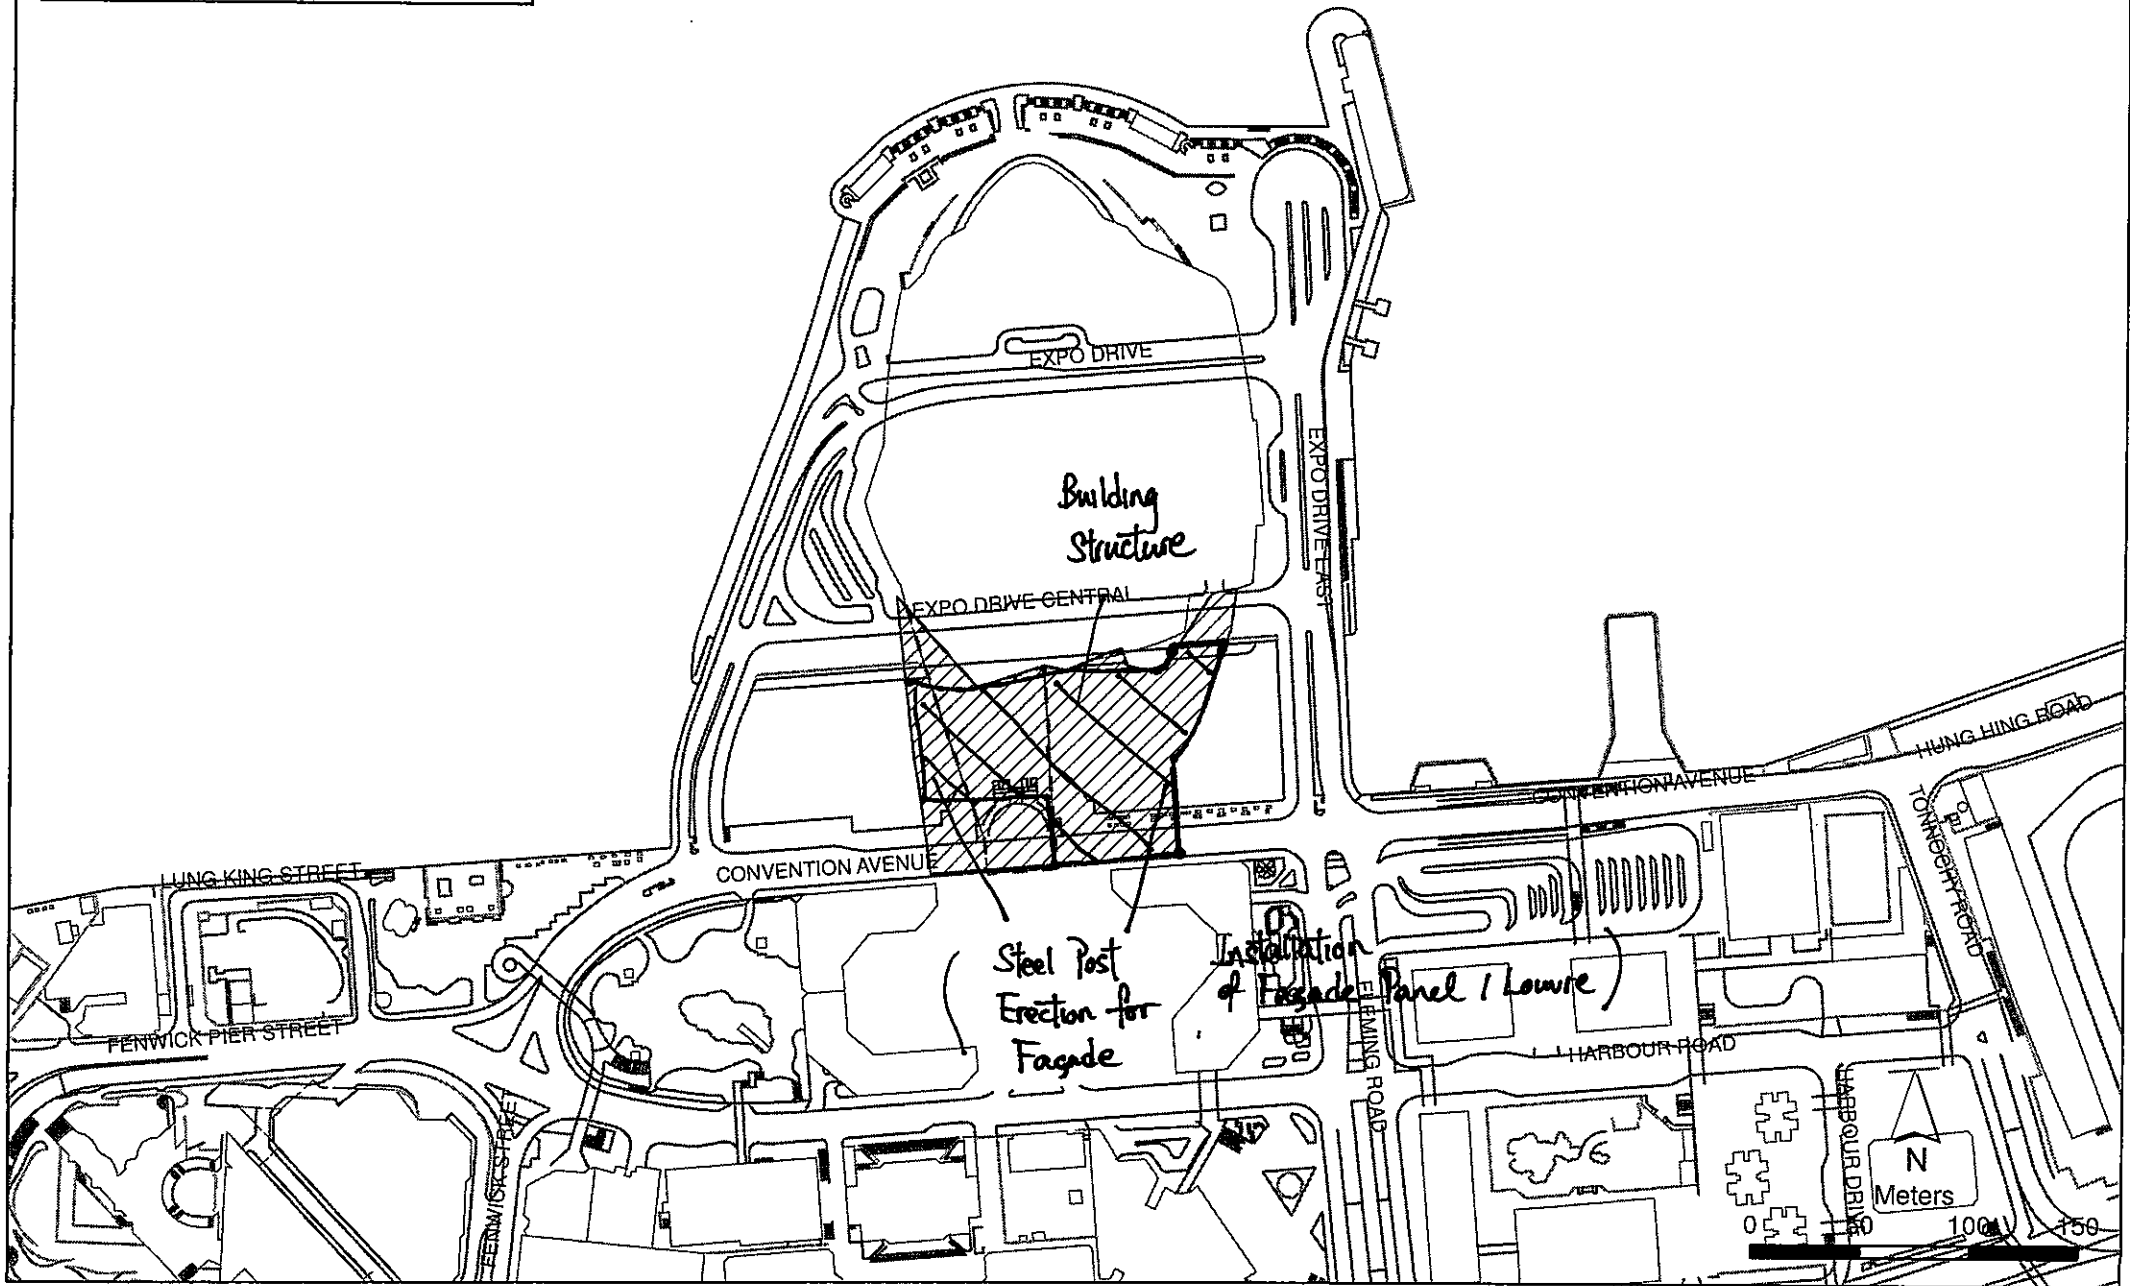 EXPO DRIVE
EXPO DRIVE EAST
Building
Structure
EXPO DRIVE CENTRAL
HUNG HING ROAD
CONVENTION AVENUE
TONNOCHY ROAD
LUNG KING STREET
CONVENTION AVENUE
Steel Post
Erection for
Façade
Installation
of Façade Panel / Louvre
FENWICK PIER STREET
FLEMING ROAD
HARBOUR ROAD
FENWICK STREET
HARBOUR DRIVE
N
Meters
0 50 100 150